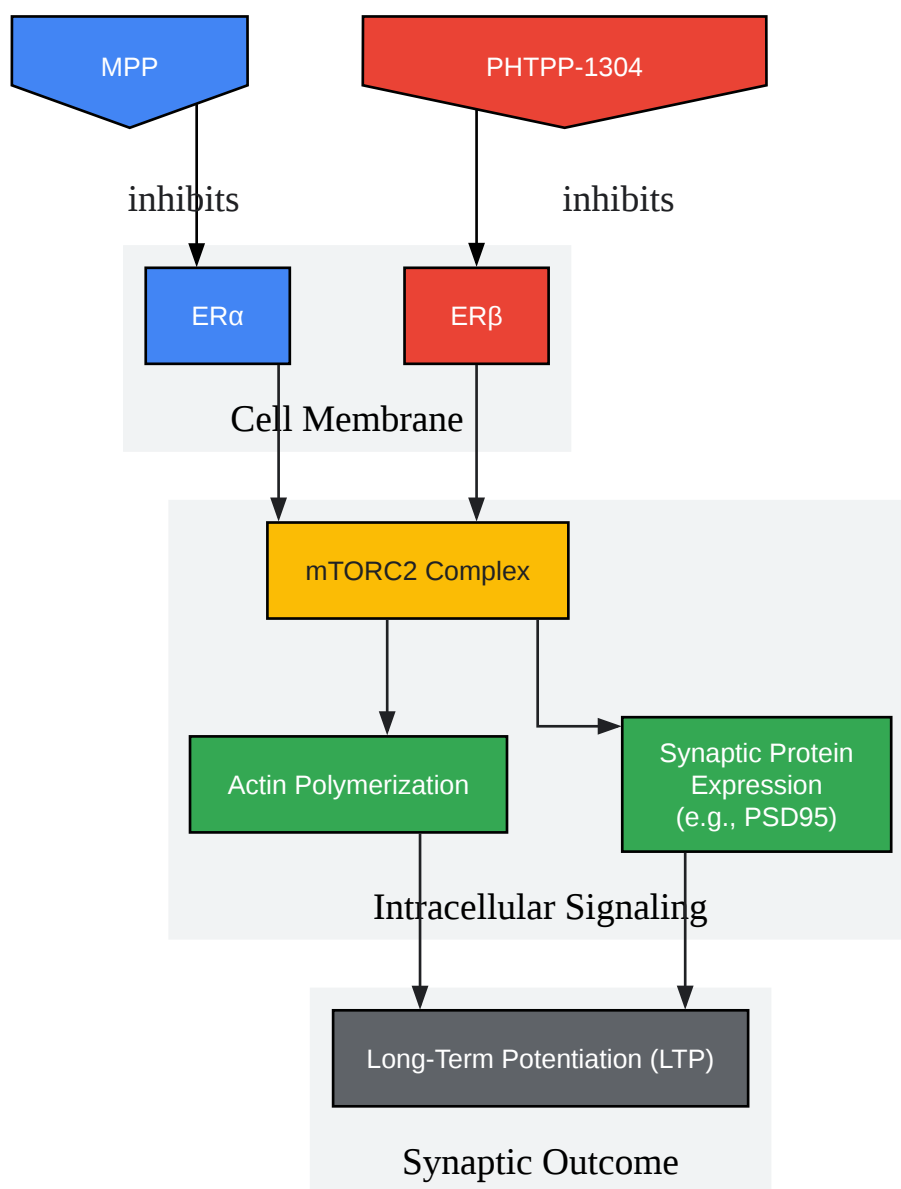 MPP
PHTPP-1304
inhibits
inhibits
ERα
ERβ
Cell Membrane
mTORC2 Complex
Actin Polymerization
Synaptic Protein
Expression
(e.g., PSD95)
Intracellular Signaling
Long-Term Potentiation (LTP)
Synaptic Outcome